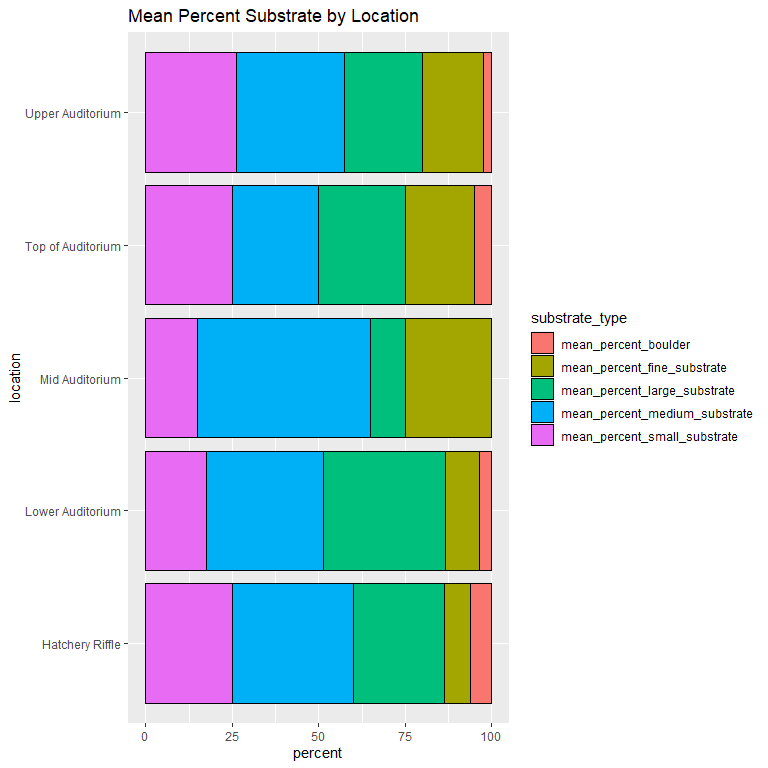 Mean Percent Substrate by Location
location
Upper Auditorium
Top of Auditorium
Mid Auditorium
Lower Auditorium
Hatchery Riffle
0 25 50 75 100
percent
substrate_type
mean_percent_boulder
mean_percent_fine_substrate
mean_percent_large_substrate
mean_percent_medium_substrate
mean_percent_small_substrate